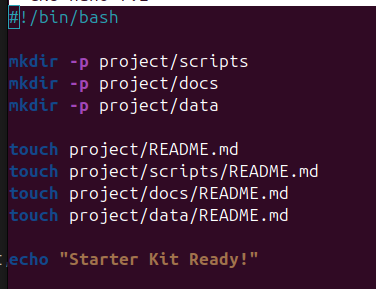 #!/bin/bash
mkdir -p project/scripts
mkdir -p project/docs
mkdir -p project/data
touch project/README.md
touch project/scripts/README.md
touch project/docs/README.md
touch project/data/README.md
echo "Starter Kit Ready!"